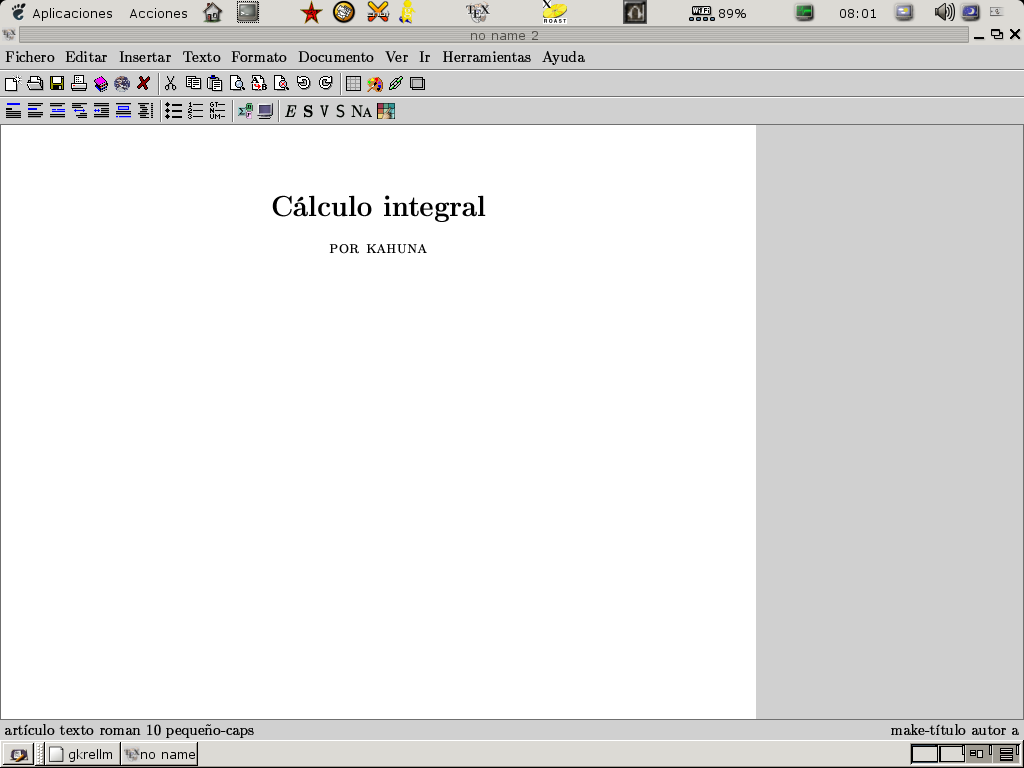 Aplicaciones Acciones TEX X ROAST WiFi 89% 08:01
no name 2
Fichero Editar Insertar Texto Formato Documento Ver Ir Herramientas Ayuda
E S V S NA
Cálculo integral
POR KAHUNA
artículo texto roman 10 pequeño-caps make-título autor a
gkrellm no name